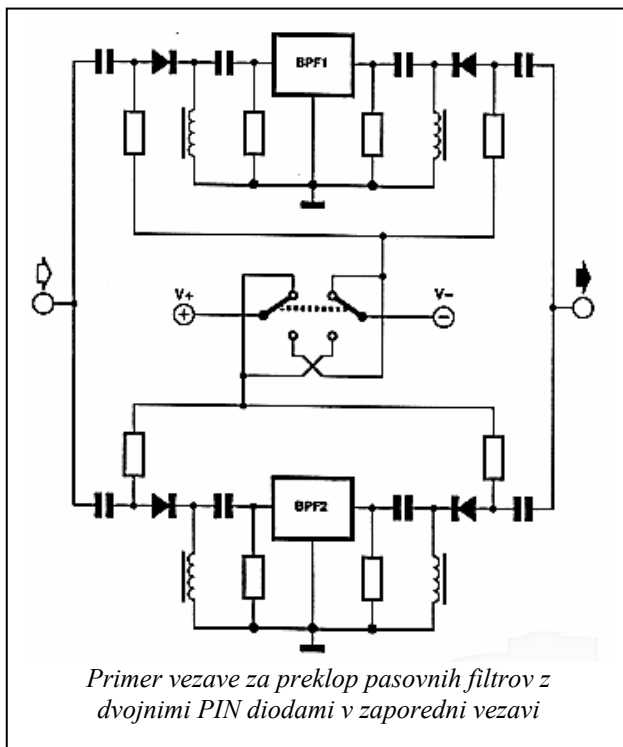 BPF1
V+
V-
BPF2
Primer vezave za preklop pasovnih filtrov z
dvojnimi PIN diodami v zaporedni vezavi